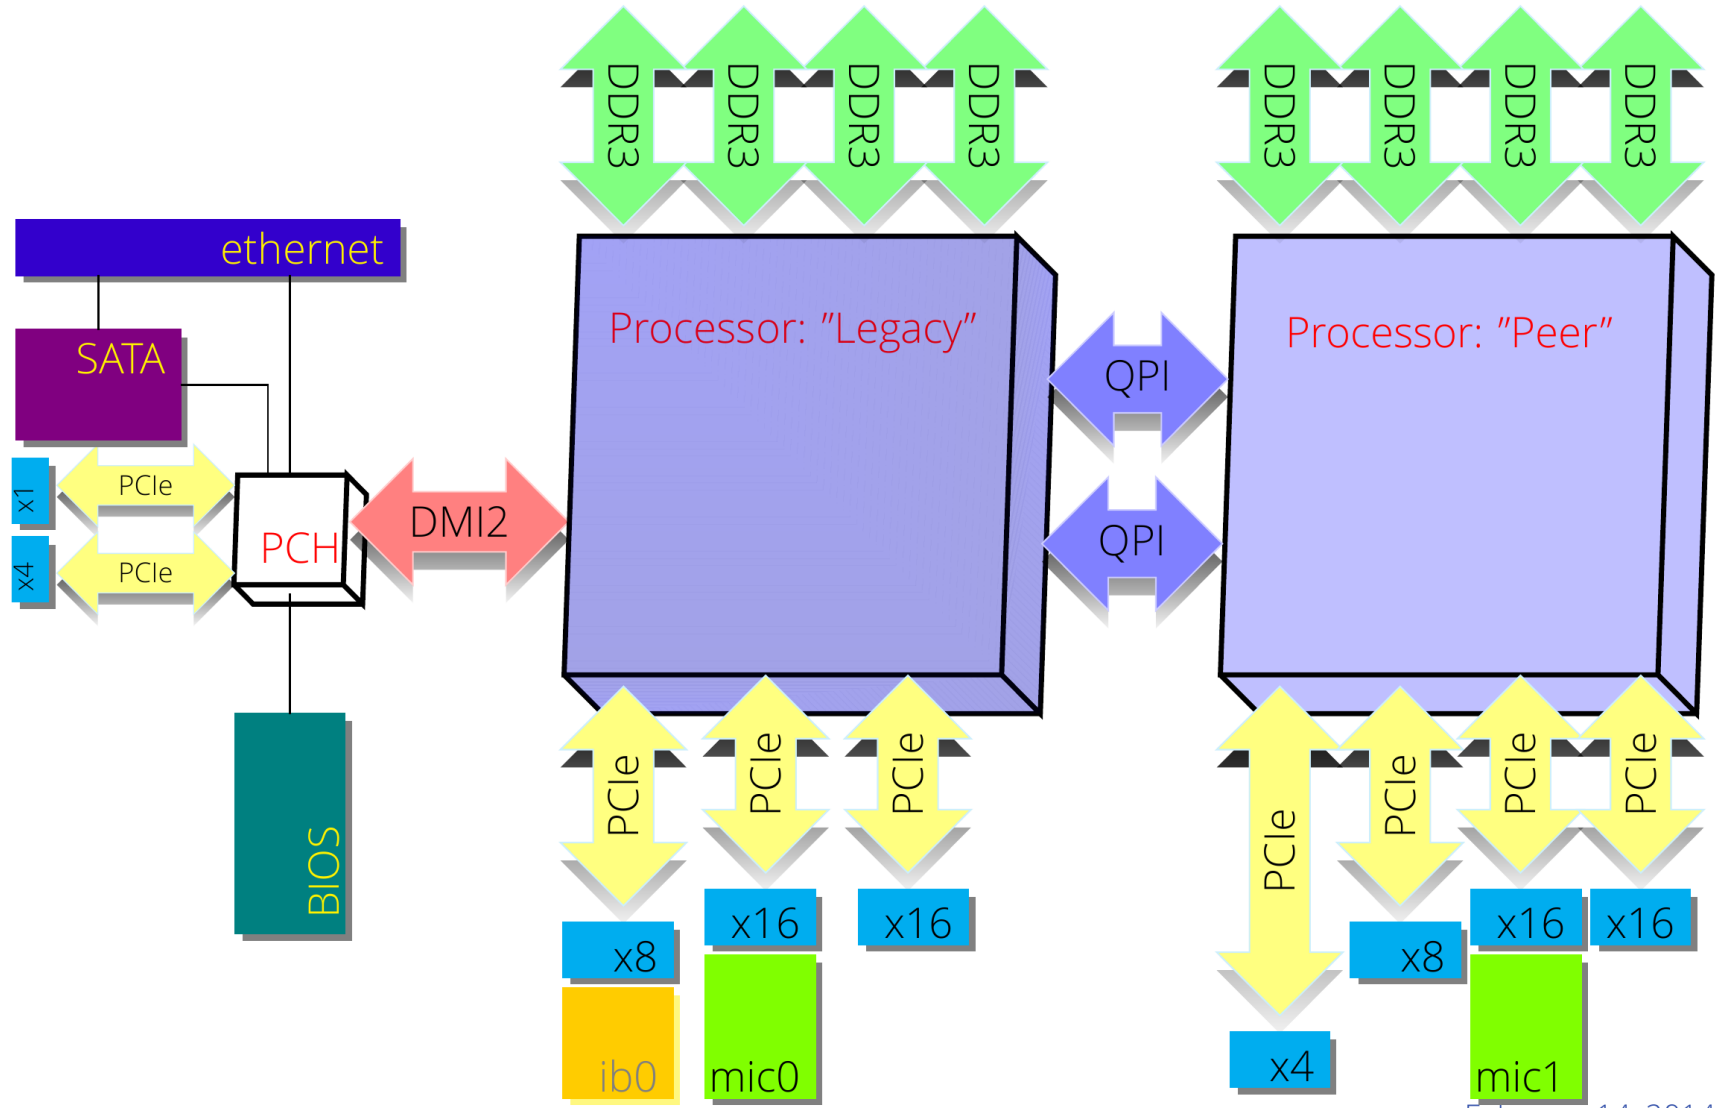 DDR3
DDR3
DDR3
DDR3
DDR3
DDR3
DDR3
DDR3
ethernet
SATA
Processor: ”Legacy”
Processor: ”Peer”
QPI
QPI
x1
PCIe
x4
PCIe
PCH
DMI2
BIOS
PCIe
PCIe
PCIe
PCIe
PCIe
PCIe
PCIe
x8
x16
x16
x4
x8
x16
x16
ib0
mic0
mic1
14, 2014